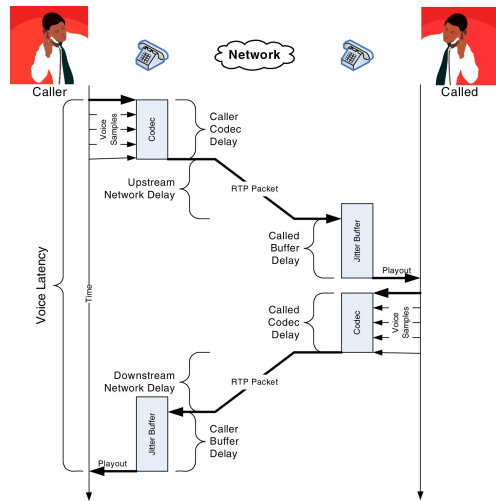 Network
Caller
Called
Codec
Voice
Samples
Caller
Codec
Delay
Upstream
Network Delay
RTP Packet
Called
Buffer
Delay
Jitter Buffer
Playout
Voice Latency
Time
Called
Codec
Delay
Codec
Voice
Samples
Downstream
Network Delay
RTP Packet
Jitter Buffer
Caller
Buffer
Delay
Playout